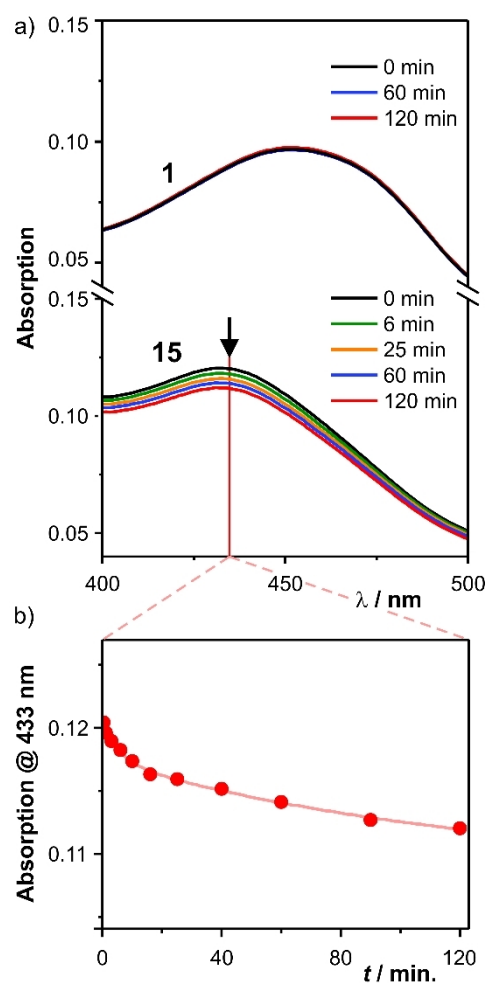 a)
0.15
0 min
60 min
120 min
0.10
1
0.05
Absorption
0.15
0 min
6 min
25 min
60 min
120 min
15
0.10
0.05
400
450
500
λ / nm
b)
0.12
0.11
Absorption @ 433 nm
0
40
80
120
t / min.